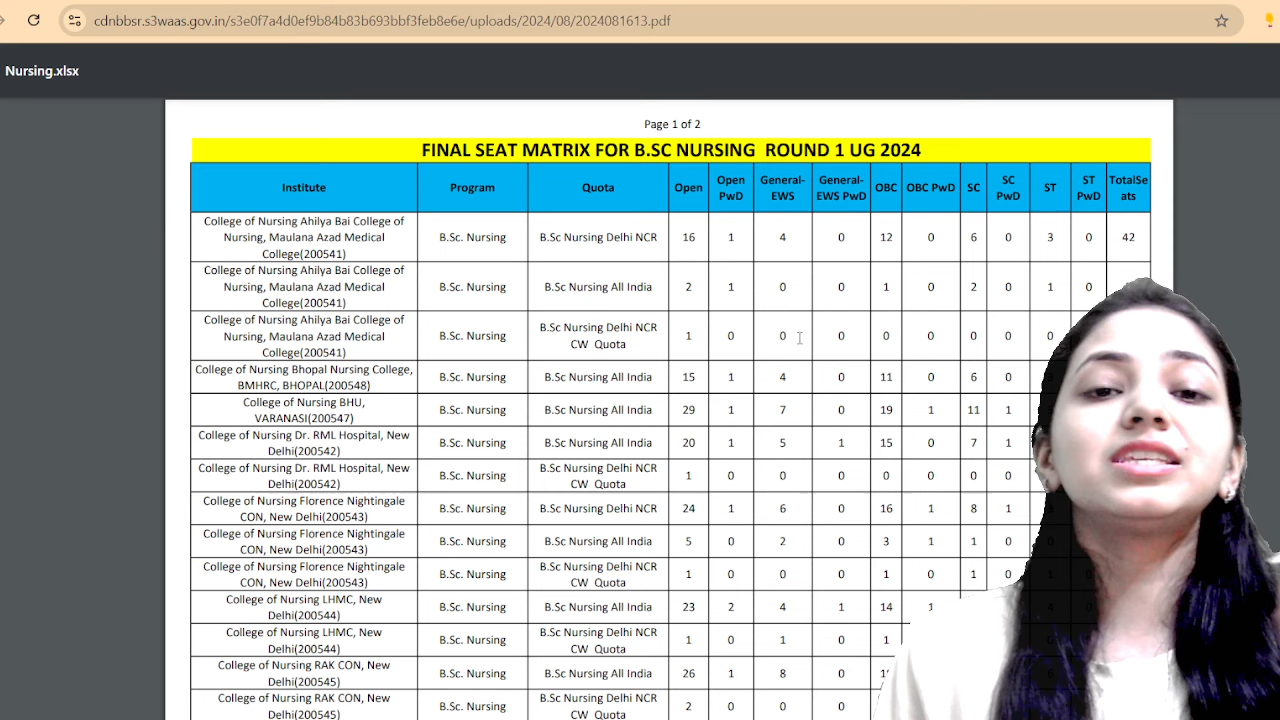 cdnbbsr.s3waas.gov.in/s3e0f7a4d0ef9b84b83b693bbf3feb8e6e/uploads/2024/08/2024081613.pdf
Nursing.xlsx
Page 1 of 2
FINAL SEAT MATRIX FOR B.SC NURSING ROUND 1 UG 2024
Institute Program Quota Open Open PwD General-EWS General-EWS PwD OBC OBC PwD SC SC PwD ST ST PwD TotalSeats
College of Nursing Ahilya Bai College of
Nursing, Maulana Azad Medical
College(200541)
B.Sc. Nursing B.Sc Nursing Delhi NCR 16 1 4 0 12 0 6 0 3 0 42
College of Nursing Ahilya Bai College of
Nursing, Maulana Azad Medical
College(200541)
B.Sc. Nursing B.Sc Nursing All India 2 1 0 0 1 0 2 0 1 0
College of Nursing Ahilya Bai College of
Nursing, Maulana Azad Medical
College(200541)
B.Sc. Nursing B.Sc Nursing Delhi NCR
CW Quota
1 0 0 0 0 0 0 0 0
College of Nursing Bhopal Nursing College,
BMHRC, BHOPAL(200548)
B.Sc. Nursing B.Sc Nursing All India 15 1 4 0 11 0 6 0
College of Nursing BHU,
VARANASI(200547)
B.Sc. Nursing B.Sc Nursing All India 29 1 7 0 19 1 11 1
College of Nursing Dr. RML Hospital, New
Delhi(200542)
B.Sc. Nursing B.Sc Nursing All India 20 1 5 1 15 0 7 1
College of Nursing Dr. RML Hospital, New
Delhi(200542)
B.Sc. Nursing B.Sc Nursing Delhi NCR
CW Quota
1 0 0 0 0 0 0 0
College of Nursing Florence Nightingale
CON, New Delhi(200543)
B.Sc. Nursing B.Sc Nursing Delhi NCR 24 1 6 0 16 1 8 1
College of Nursing Florence Nightingale
CON, New Delhi(200543)
B.Sc. Nursing B.Sc Nursing All India 5 0 2 0 3 1 1 0
College of Nursing Florence Nightingale
CON, New Delhi(200543)
B.Sc. Nursing B.Sc Nursing Delhi NCR
CW Quota
1 0 0 0 1 0 1 0
College of Nursing LHMC, New
Delhi(200544)
B.Sc. Nursing B.Sc Nursing All India 23 2 4 1 14 1
College of Nursing LHMC, New
Delhi(200544)
B.Sc. Nursing B.Sc Nursing Delhi NCR
CW Quota
1 0 1 0 1
College of Nursing RAK CON, New
Delhi(200545)
B.Sc. Nursing B.Sc Nursing All India 26 1 8 0
College of Nursing RAK CON, New
Delhi(200545)
B.Sc. Nursing B.Sc Nursing Delhi NCR
CW Quota
2 0 0 0